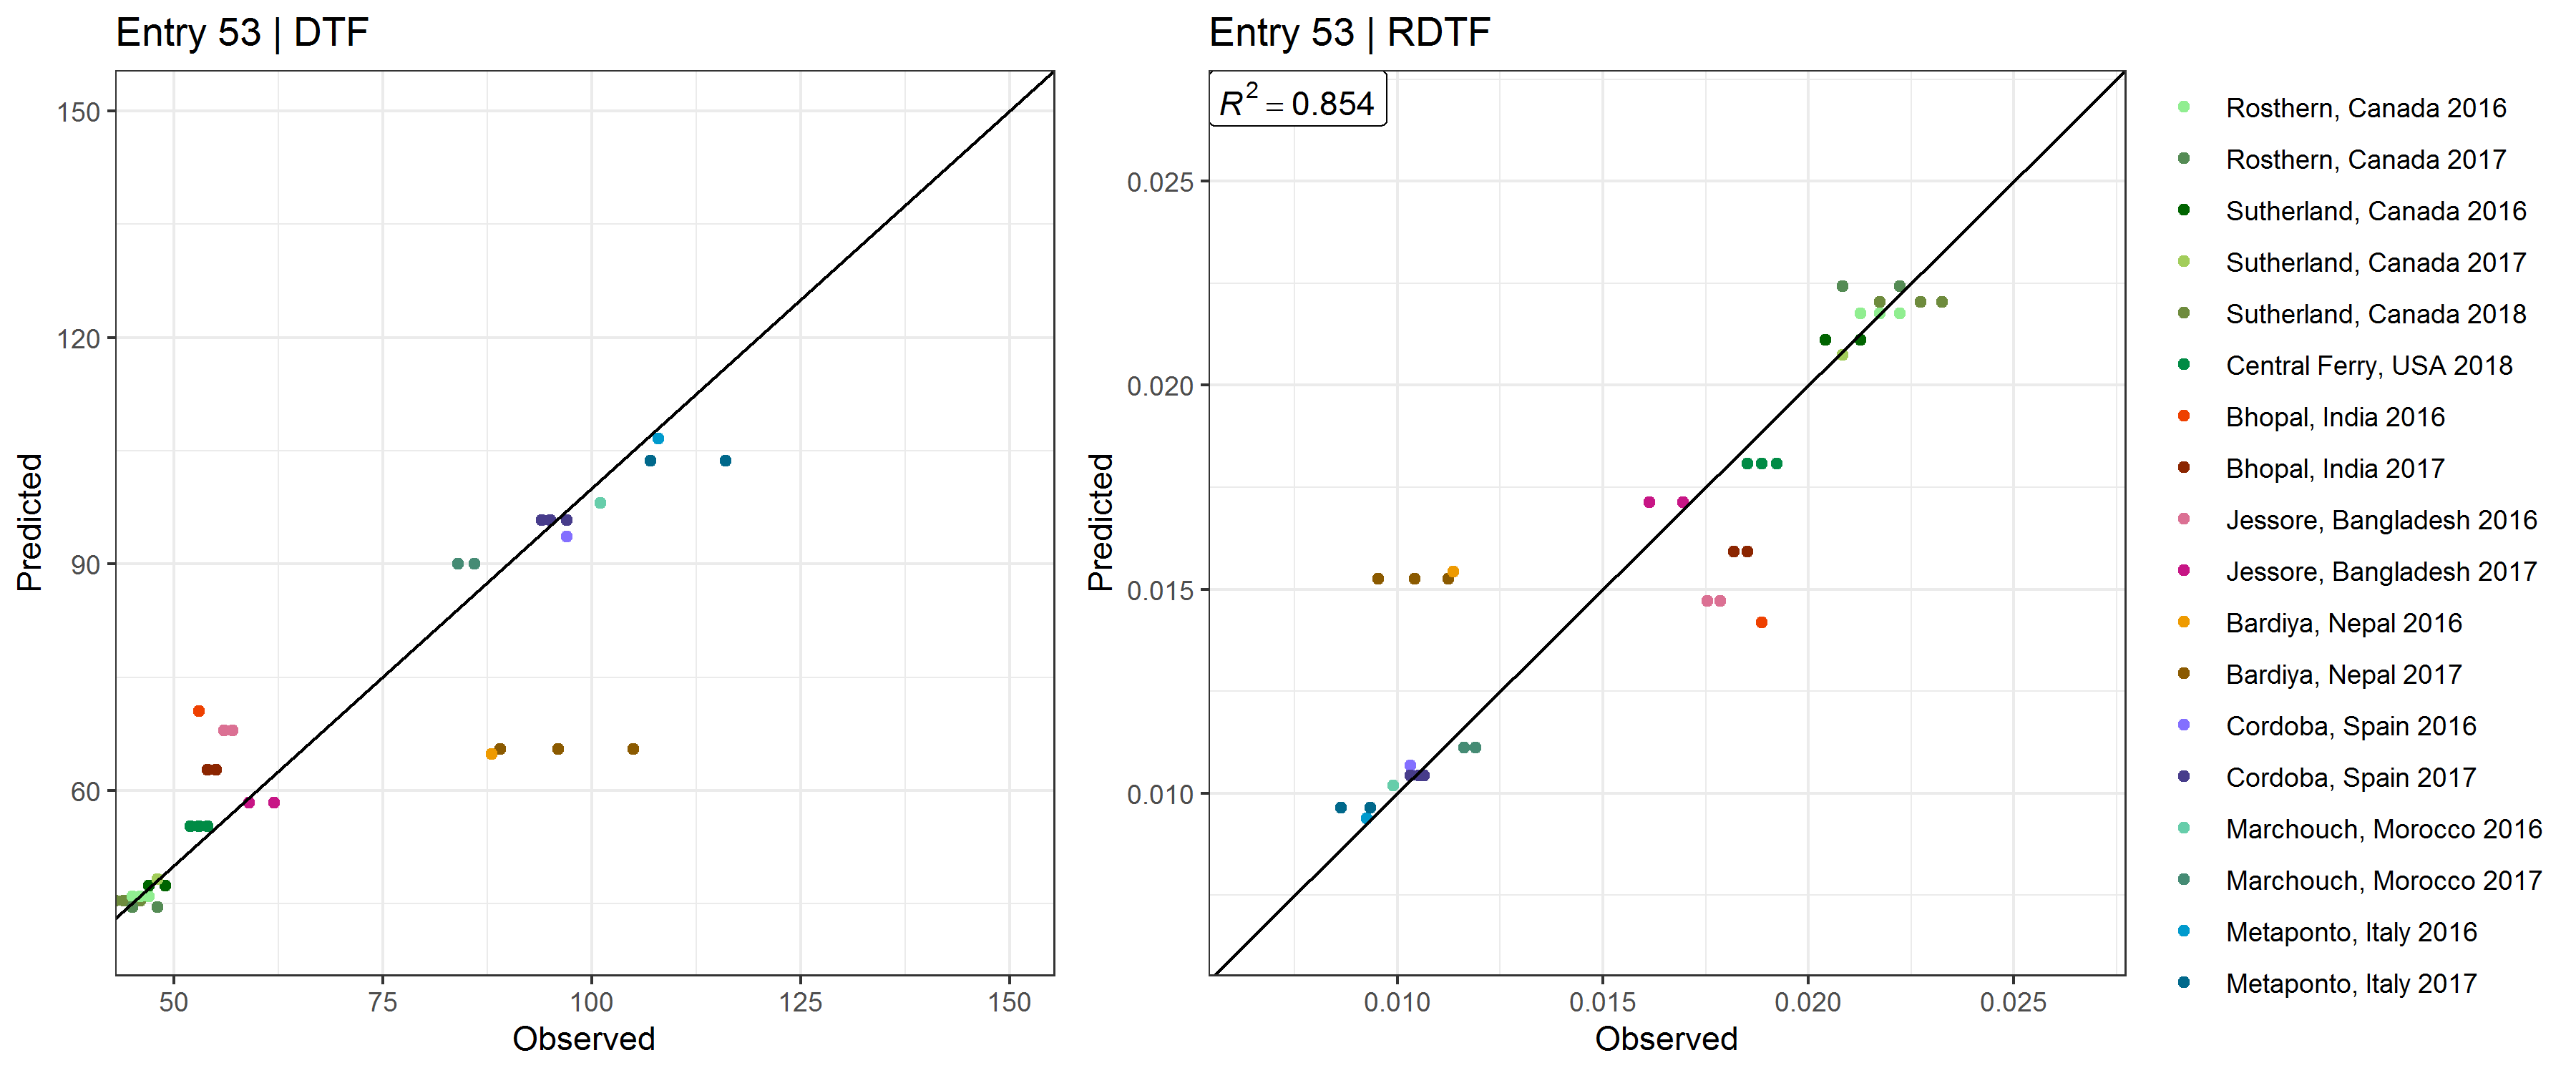 Entry 53 | DTF
150
120
90
60
Predicted
50 75 100 125 150
Observed
Entry 53 | RDTF
R² = 0.854
0.025
0.020
0.015
0.010
Predicted
0.010 0.015 0.020 0.025
Observed
Rosthern, Canada 2016
Rosthern, Canada 2017
Sutherland, Canada 2016
Sutherland, Canada 2017
Sutherland, Canada 2018
Central Ferry, USA 2018
Bhopal, India 2016
Bhopal, India 2017
Jessore, Bangladesh 2016
Jessore, Bangladesh 2017
Bardiya, Nepal 2016
Bardiya, Nepal 2017
Cordoba, Spain 2016
Cordoba, Spain 2017
Marchouch, Morocco 2016
Marchouch, Morocco 2017
Metaponto, Italy 2016
Metaponto, Italy 2017